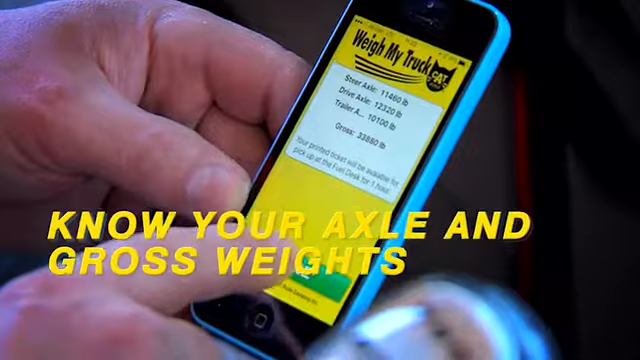 Weigh My Truck
CAT
Steer Axle: 11460 lb
Drive Axle: 12320 lb
Trailer A... 10100 lb
Gross: 33880 lb
Your printed ticket will be available for
pick up at the Fuel Desk for 1 hour.
KNOW YOUR AXLE AND
GROSS WEIGHTS